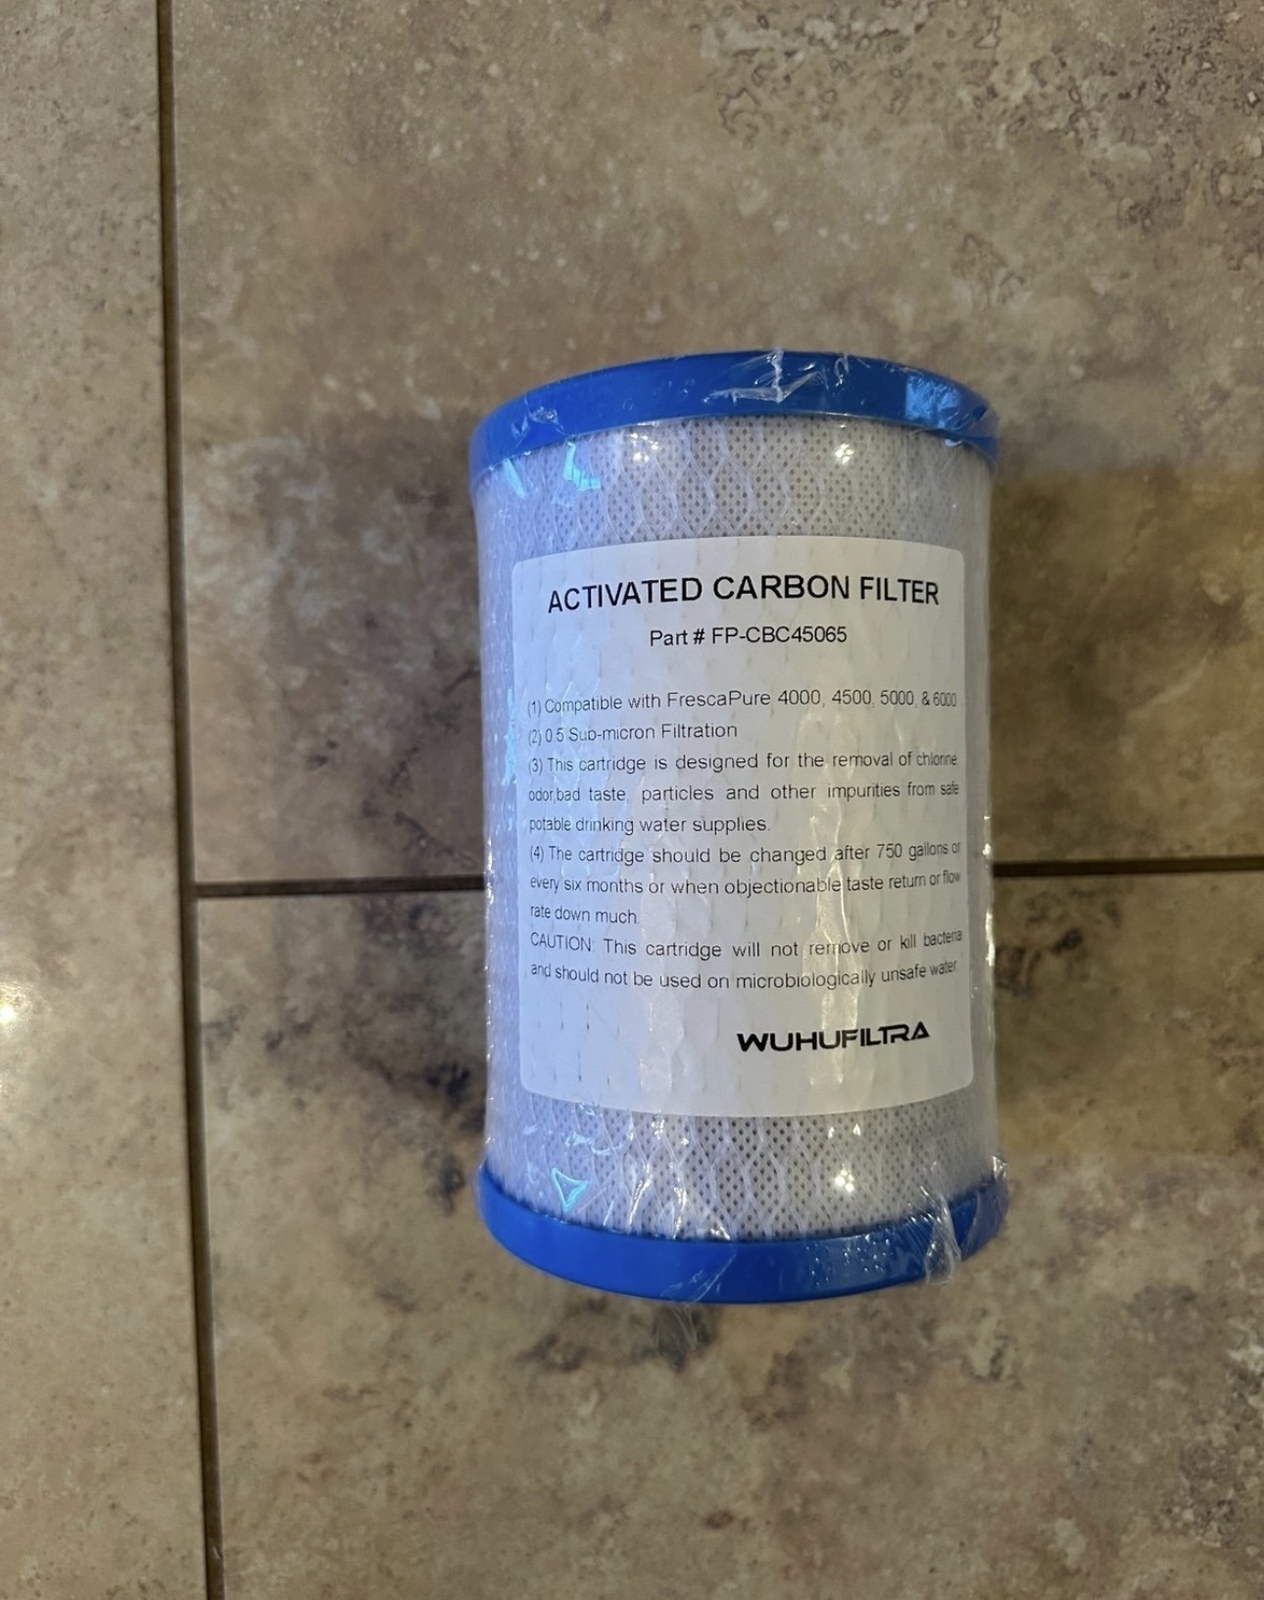 ACTIVATED CARBON FILTER
Part # FP-CBC45065
(1) Compatible with FrescaPure 4000, 4500, 5000, & 6000
(2) 0.5 Sub-micron Filtration
(3) This cartridge is designed for the removal of chlorine,
odor,bad taste, particles and other impurities from safe
potable drinking water supplies.
(4) The cartridge should be changed after 750 gallons or
every six months or when objectionable taste return or flow
rate down much.
CAUTION: This cartridge will not remove or kill bacteria
and should not be used on microbiologically unsafe water.
WUHUFILTRA